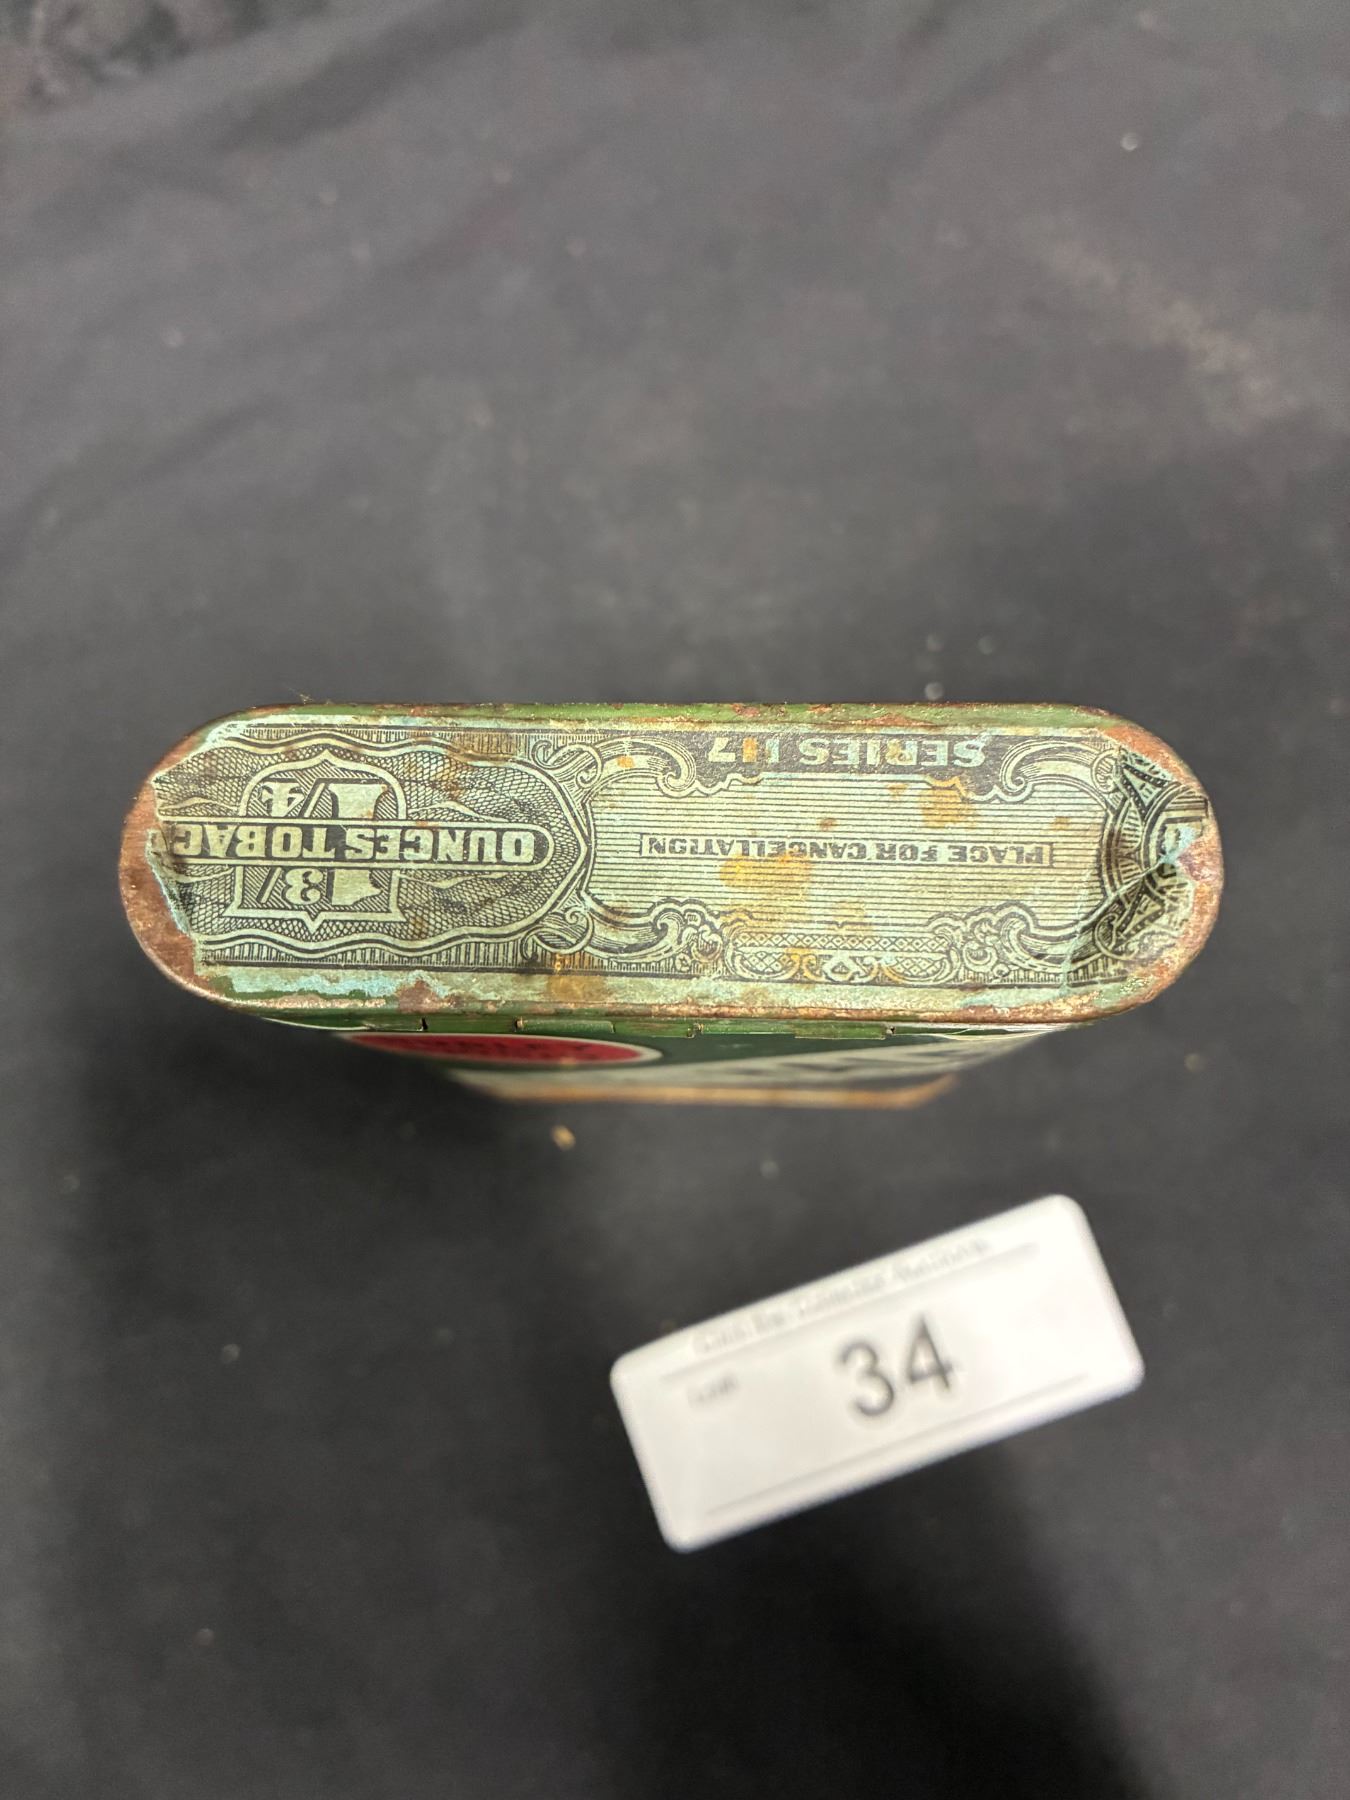 PLACE FOR CANCELLATION
SERIES 117
1 3/4
OUNCES TOBAC
34